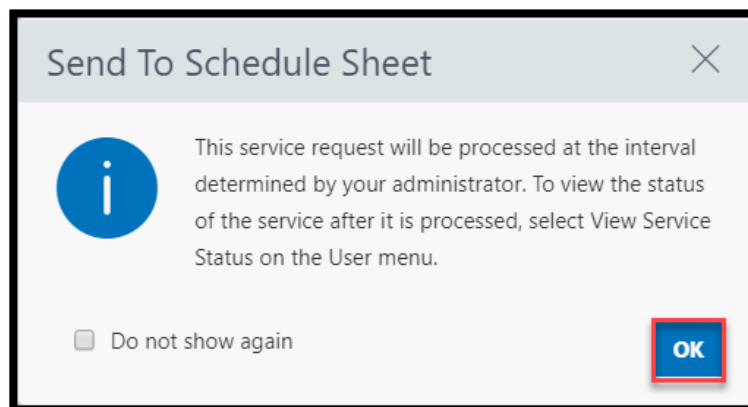 Send To Schedule Sheet
This service request will be processed at the interval
determined by your administrator. To view the status
of the service after it is processed, select View Service
Status on the User menu.
Do not show again
OK